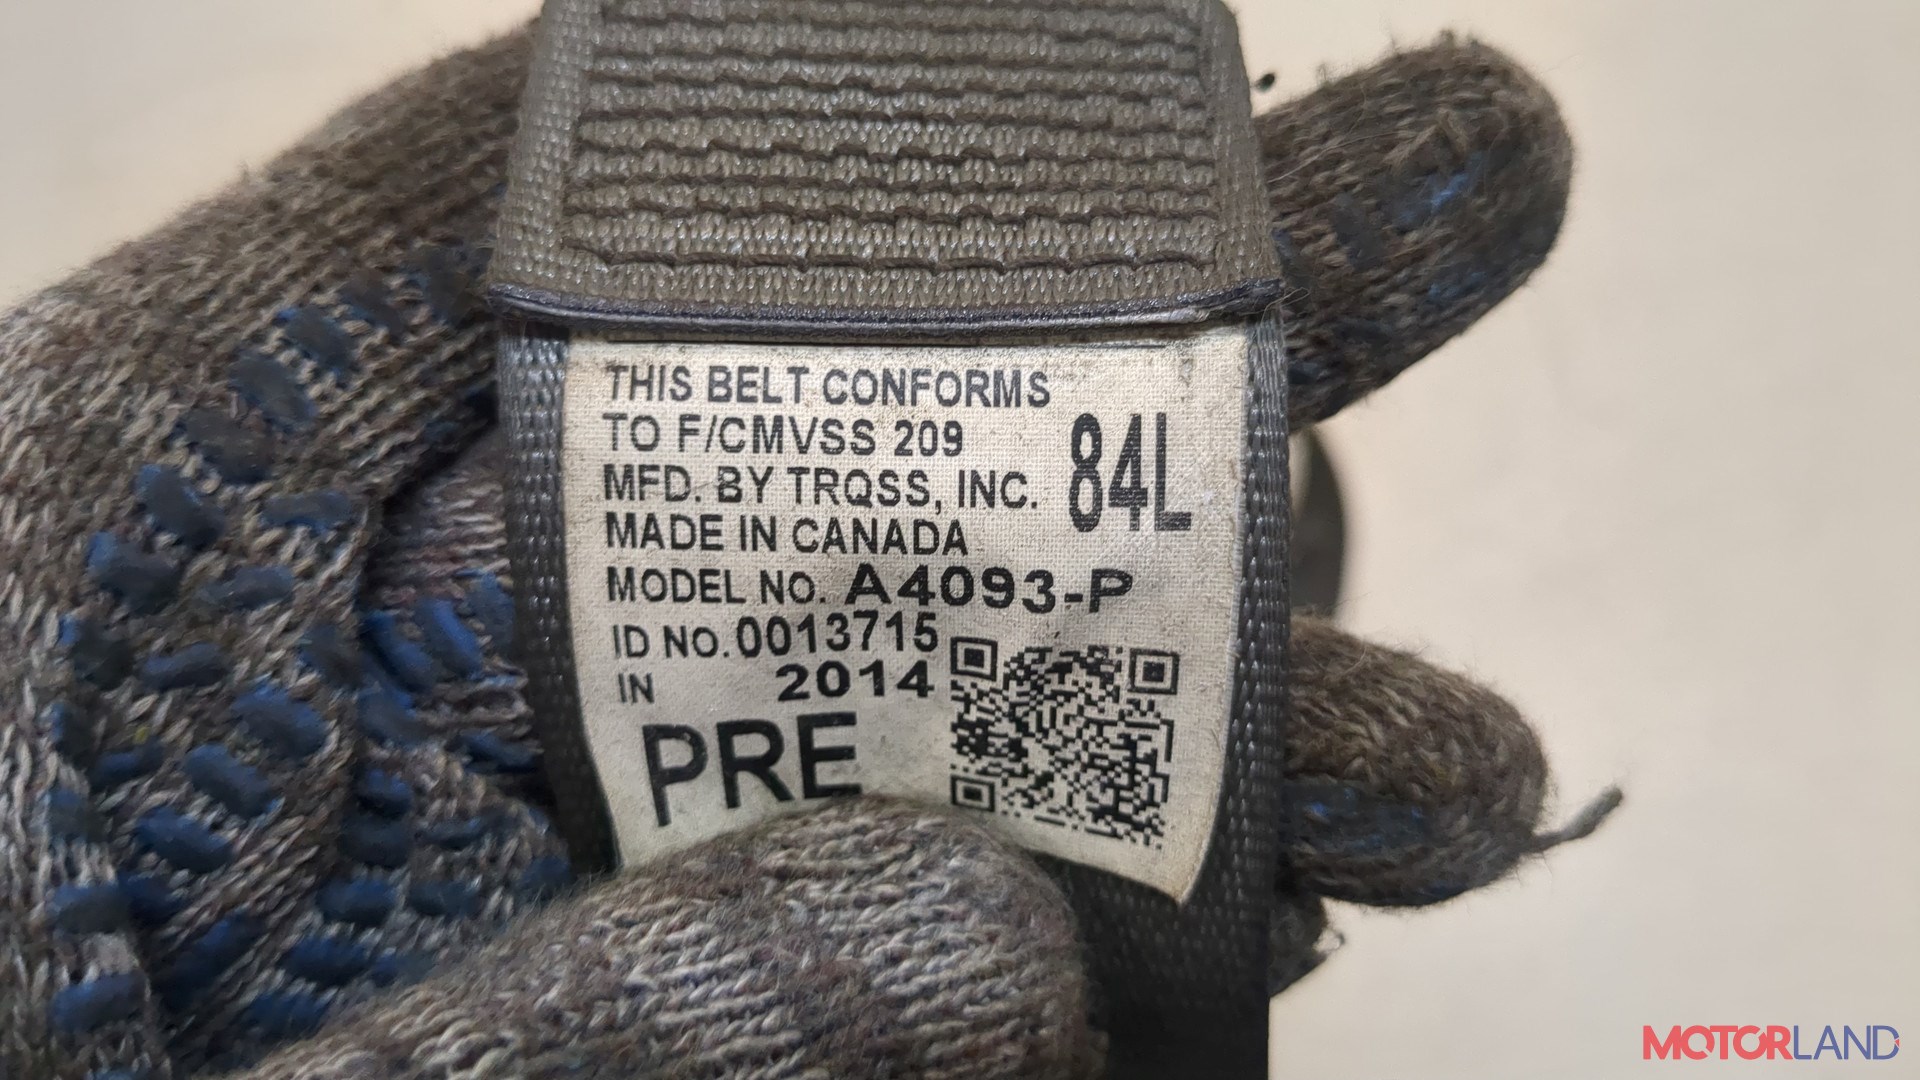 THIS BELT CONFORMS
TO F/CMVSS 209
84L
MFD. BY TRQSS, INC.
MADE IN CANADA
MODEL NO. A4093-P
ID NO. 0013715
IN 2014
PRE
MOTORLAND